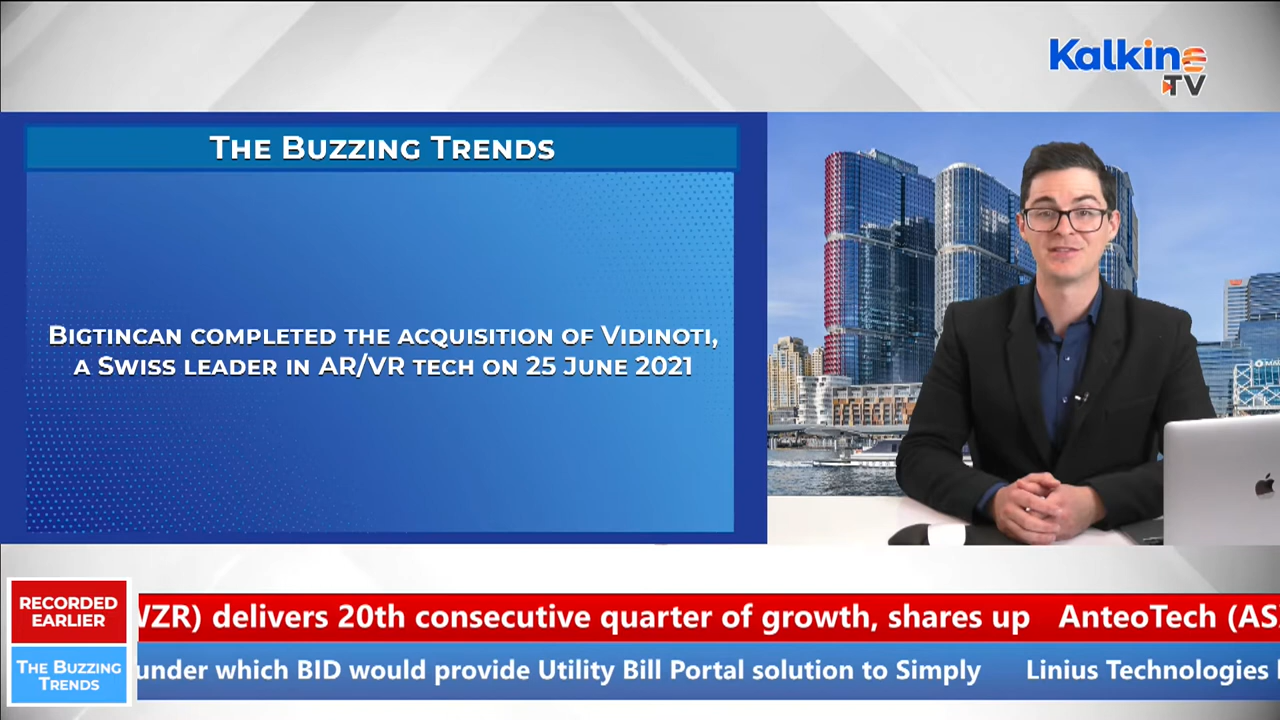 Kalkine
TV
THE BUZZING TRENDS
BIGTINCAN COMPLETED THE ACQUISITION OF VIDINOTI,
A SWISS LEADER IN AR/VR TECH ON 25 JUNE 2021
RECORDED
EARLIER
VZR) delivers 20th consecutive quarter of growth, shares up AnteoTech (AS
THE BUZZING
TRENDS
under which BID would provide Utility Bill Portal solution to Simply Linius Technologies